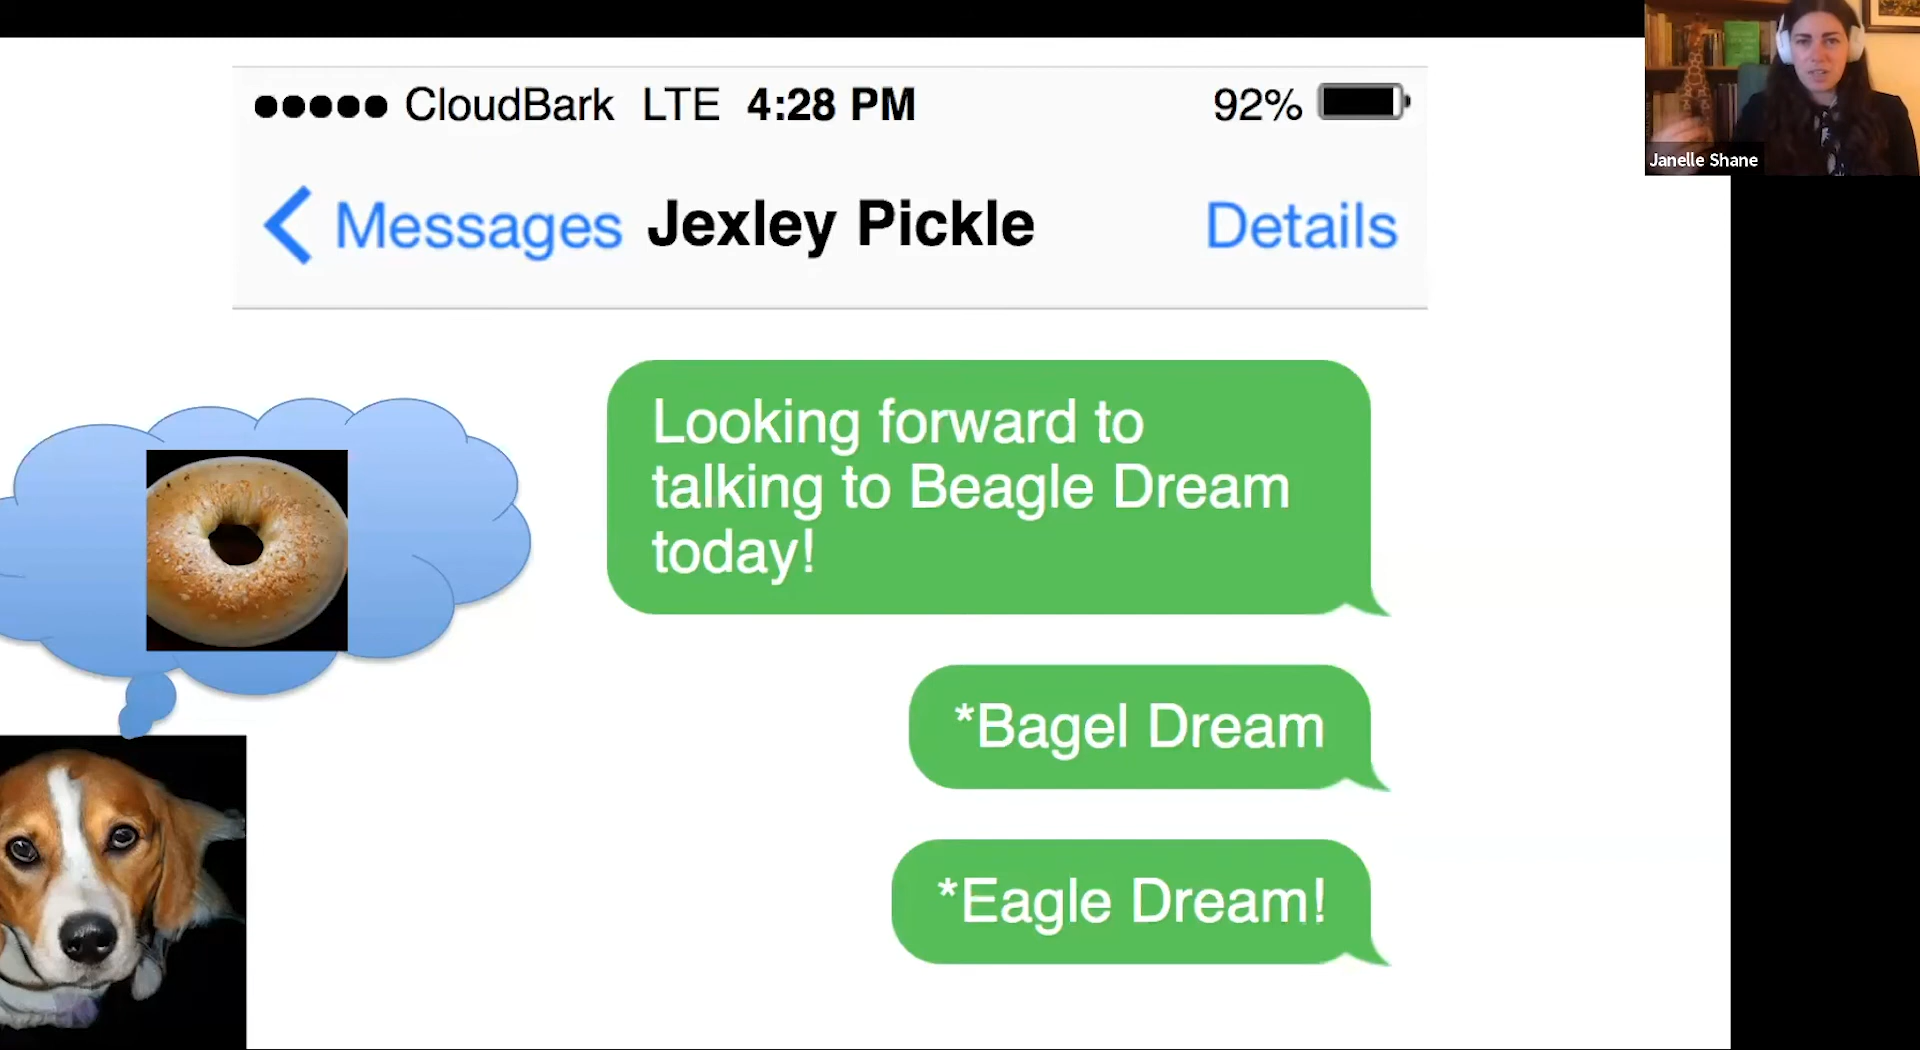 CloudBark LTE 4:28 PM 92%
Messages Jexley Pickle Details
Looking forward to
talking to Beagle Dream
today!
*Bagel Dream
*Eagle Dream!
Janelle Shane